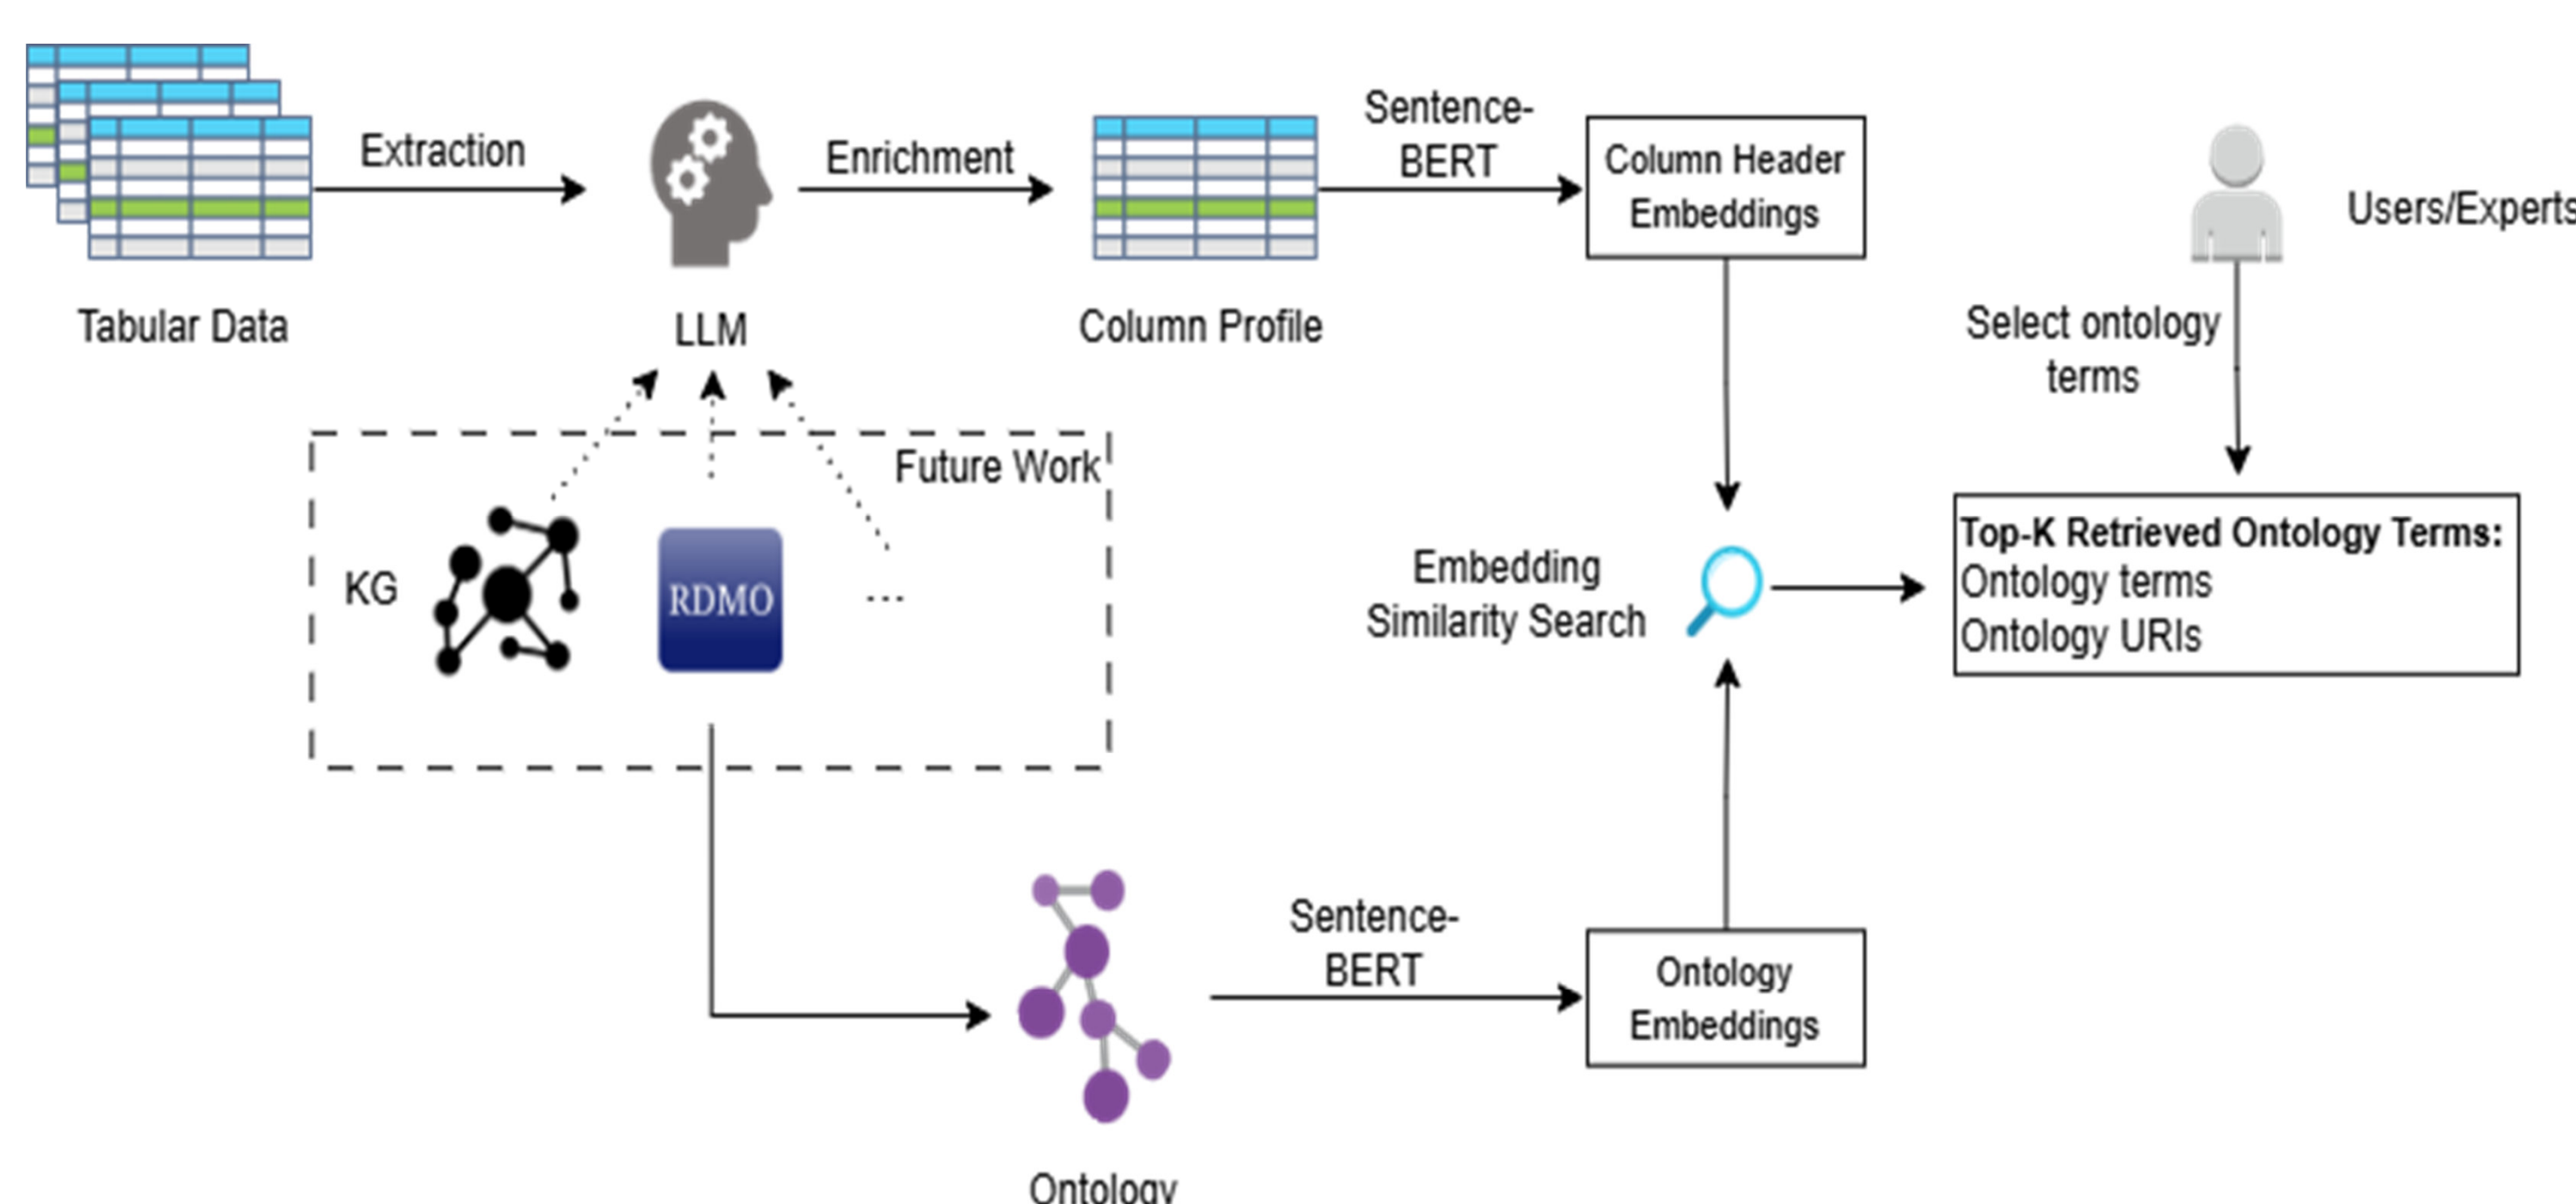 Extraction
Enrichment
Sentence-
BERT
Column Header
Embeddings
Users/Experts
Tabular Data
LLM
Column Profile
Select ontology
terms
Future Work
KG
RDMO
...
Embedding
Similarity Search
Top-K Retrieved Ontology Terms:
Ontology terms
Ontology URIs
Sentence-
BERT
Ontology
Embeddings
Ontology